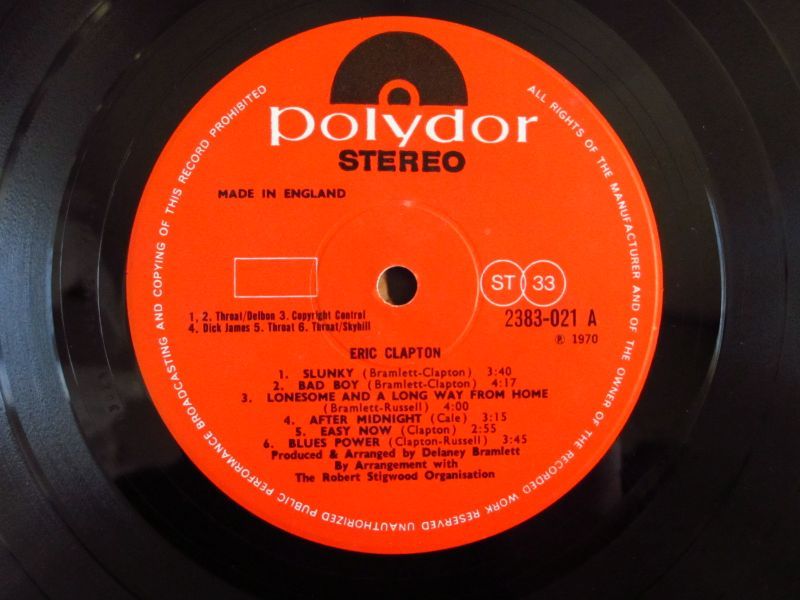 polydor
STEREO
MADE IN ENGLAND
ST 33
1, 2. Throat/Delbon 3. Copyright Control
4. Dick James 5. Throat 6. Throat/Skyhill
2383-021 A
℗ 1970
ERIC CLAPTON
1. SLUNKY (Bramlett-Clapton) 3:40
2. BAD BOY (Bramlett-Clapton) 4:17
3. LONESOME AND A LONG WAY FROM HOME
(Bramlett-Russell) 4:00
4. AFTER MIDNIGHT (Cale) 3:15
5. EASY NOW (Clapton) 2:55
6. BLUES POWER (Clapton-Russell) 3:45
Produced & Arranged by Delaney Bramlett
By Arrangement with
The Robert Stigwood Organisation
ALL RIGHTS OF THE MANUFACTURER AND OF THE OWNER OF THE RECORDED WORK RESERVED UNAUTHORIZED PUBLIC PERFORMANCE BROADCASTING AND COPYING OF THIS RECORD PROHIBITED